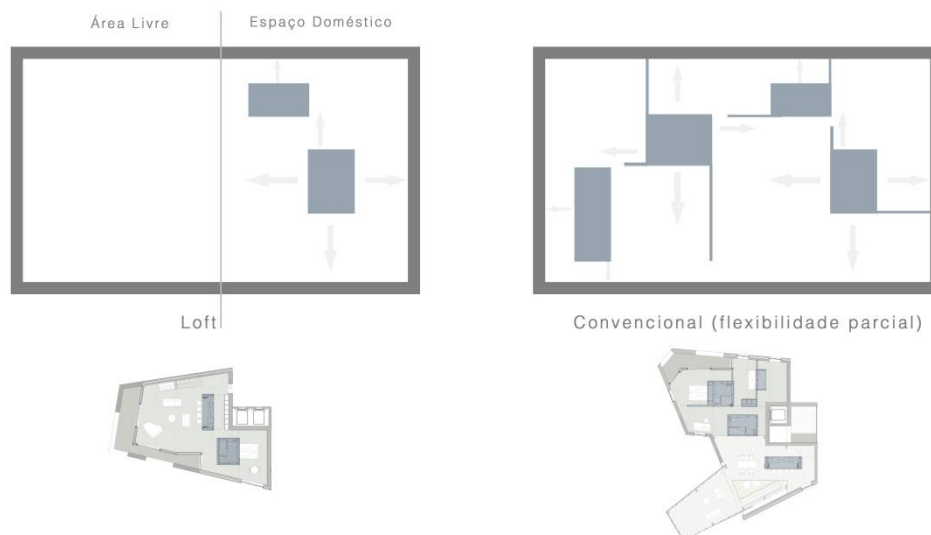 Área Livre
Espaço Doméstico
Loft
Convencional (flexibilidade parcial)